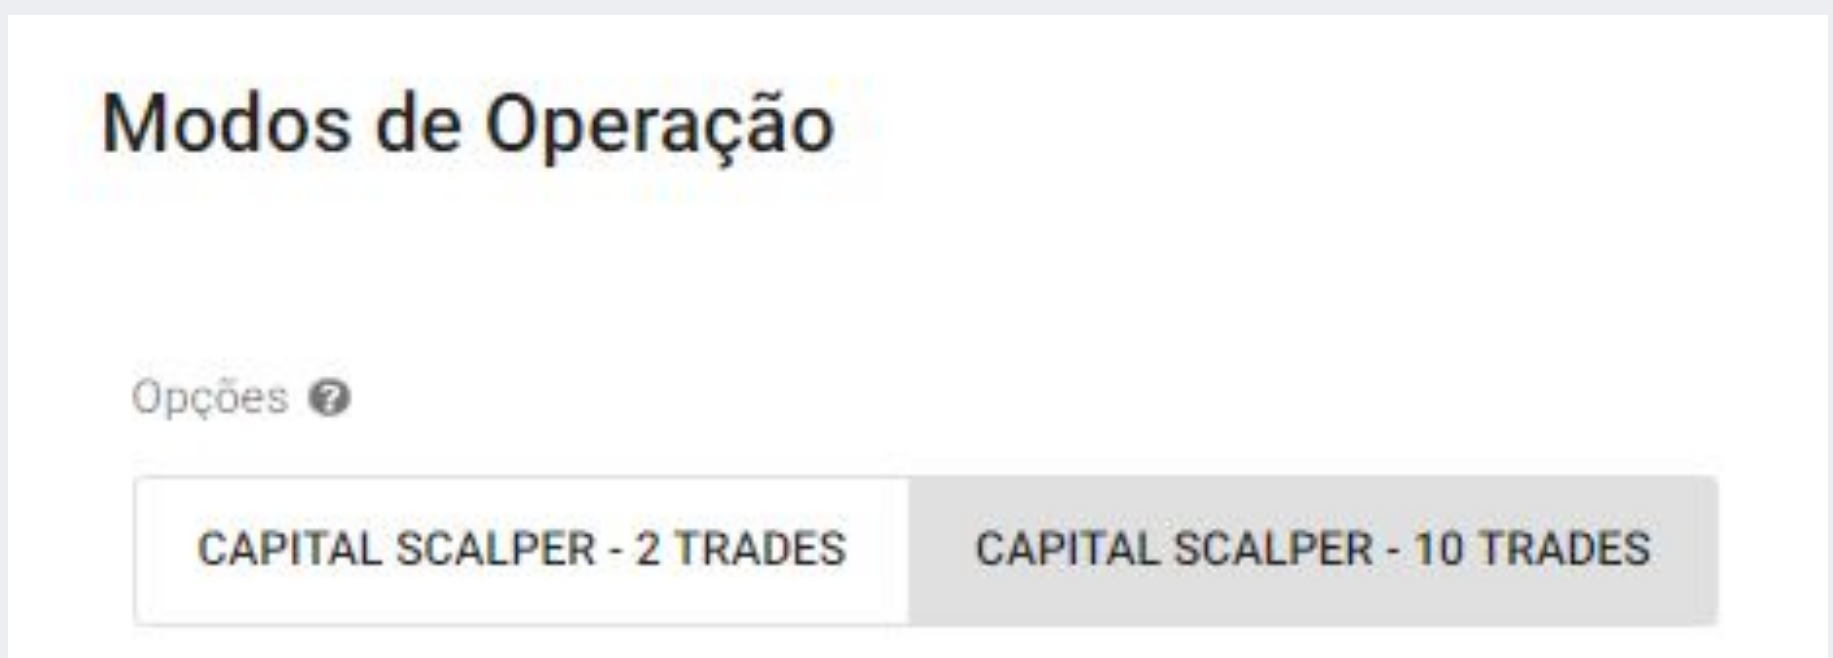 Modos de Operação
Opções
CAPITAL SCALPER - 2 TRADES
CAPITAL SCALPER - 10 TRADES